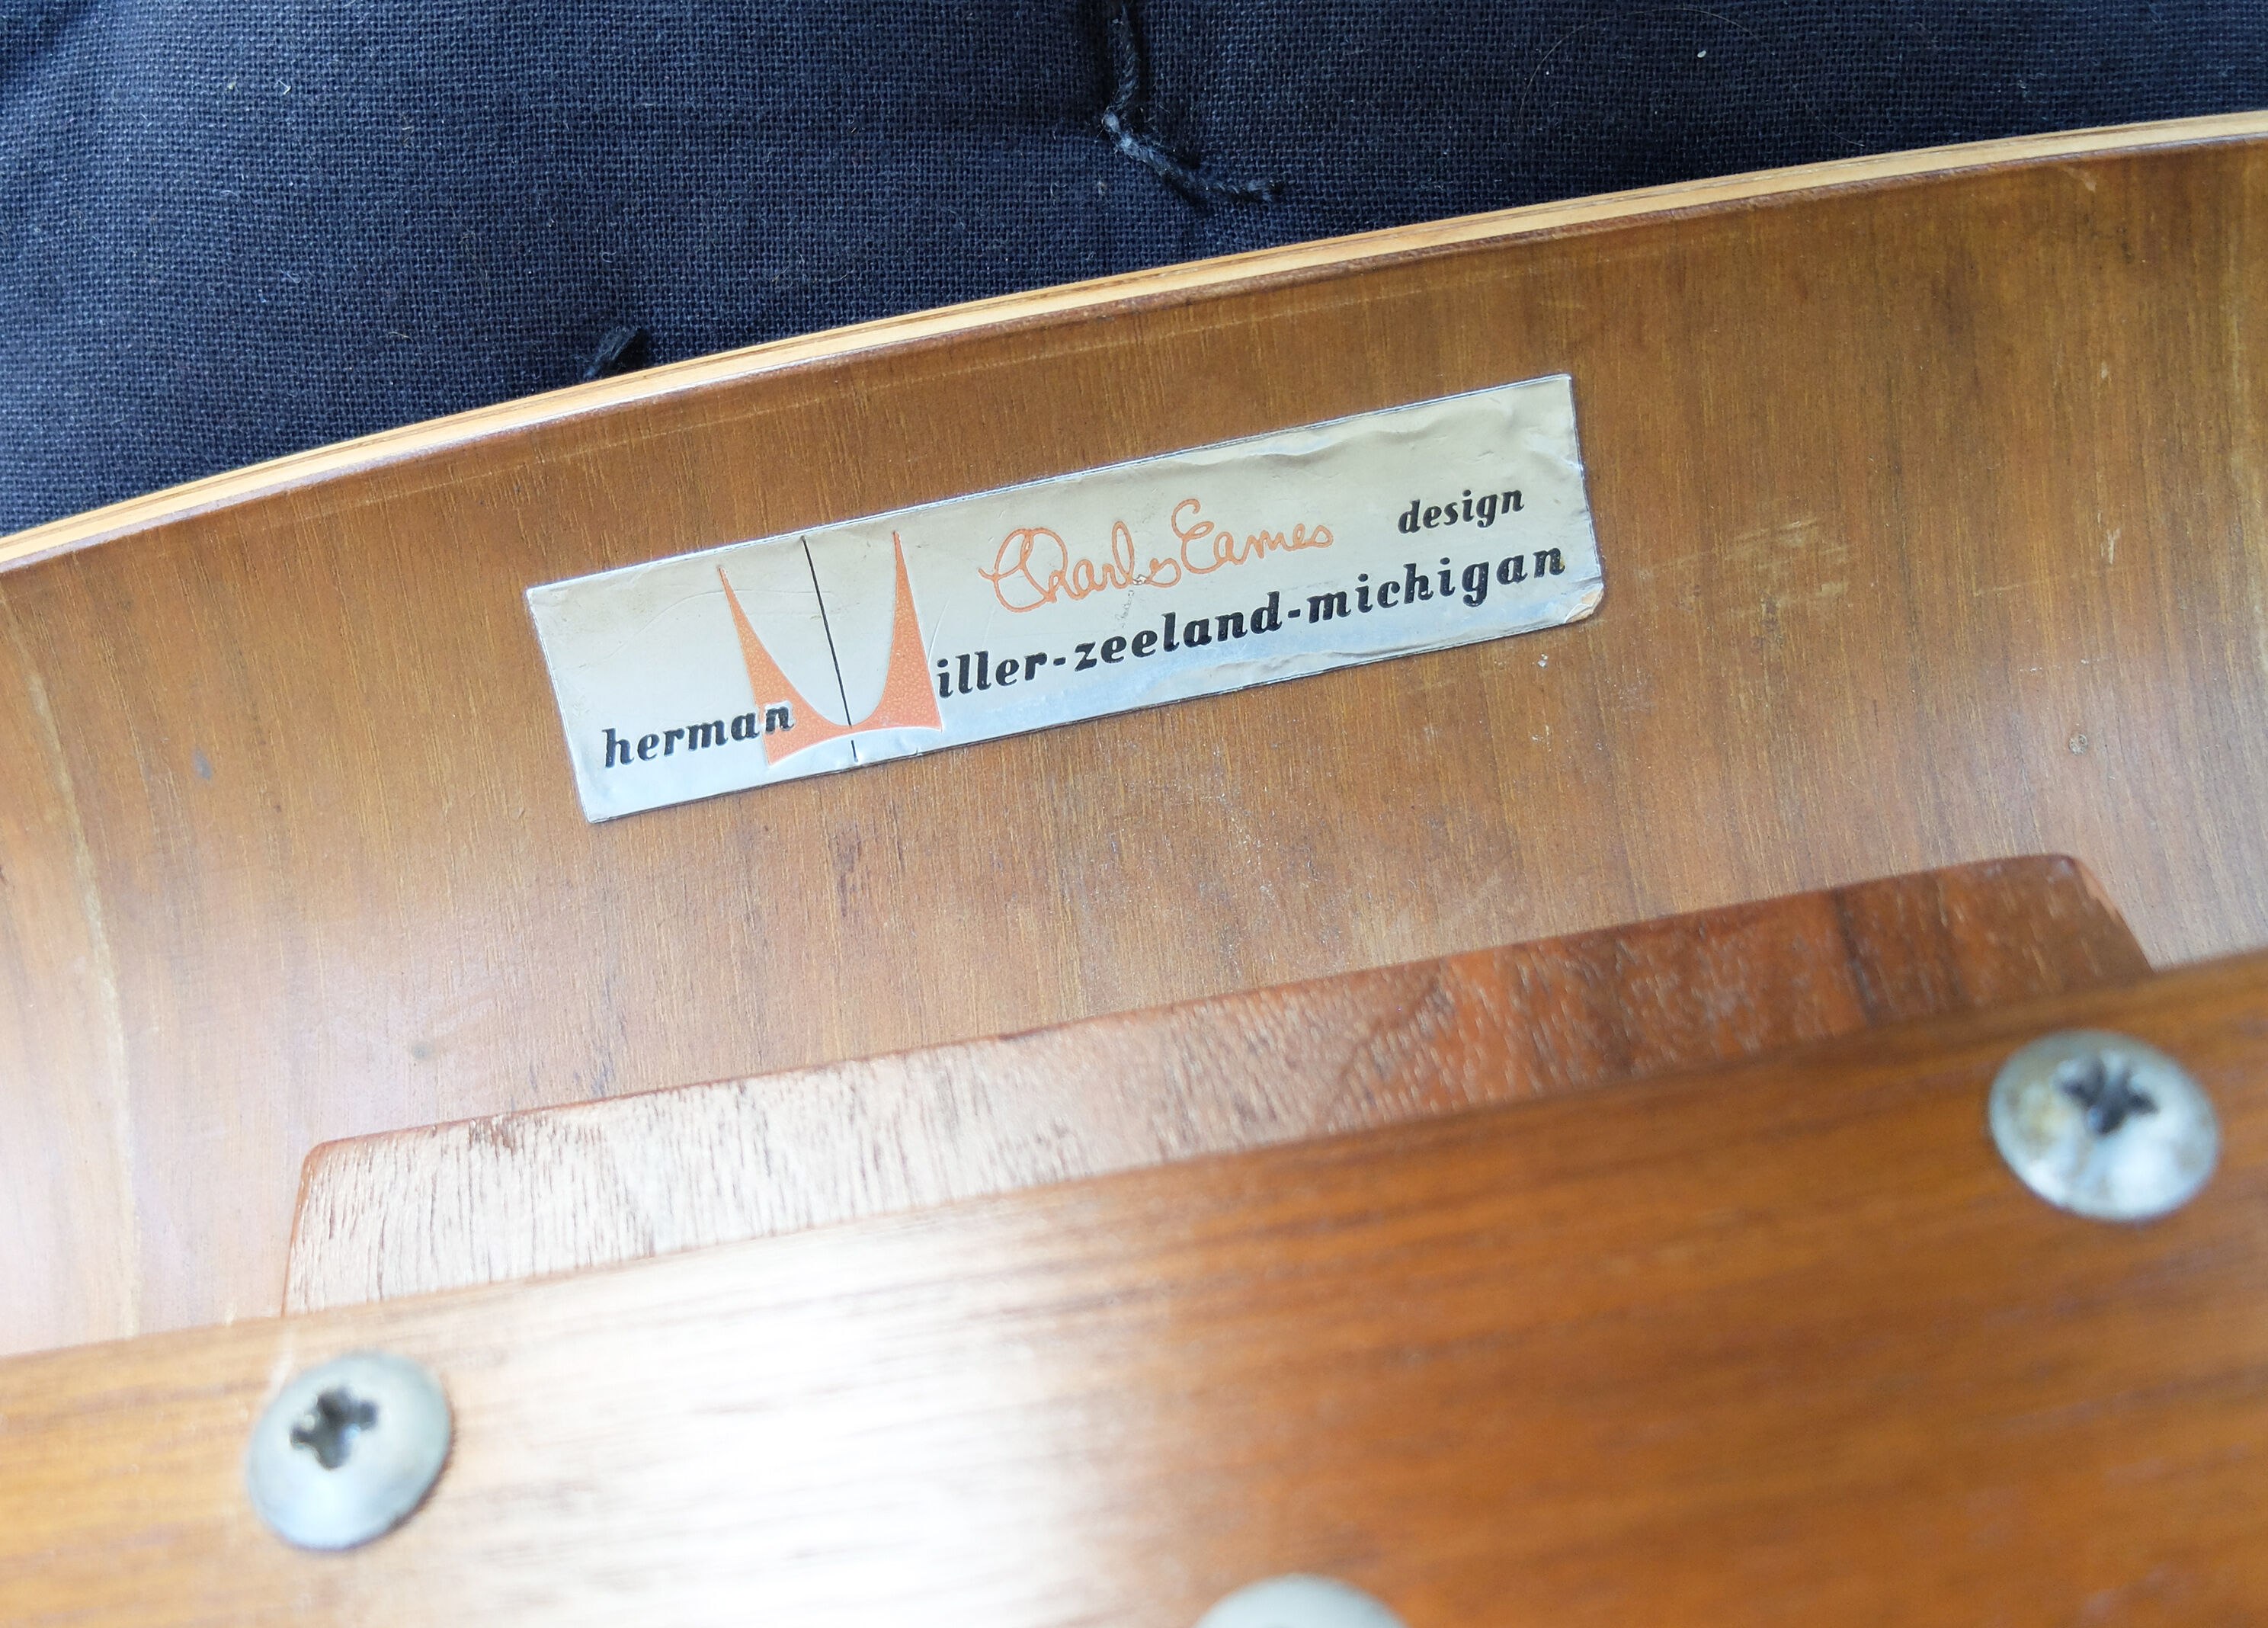 Charles Eames design
herman miller-zeeland-michigan